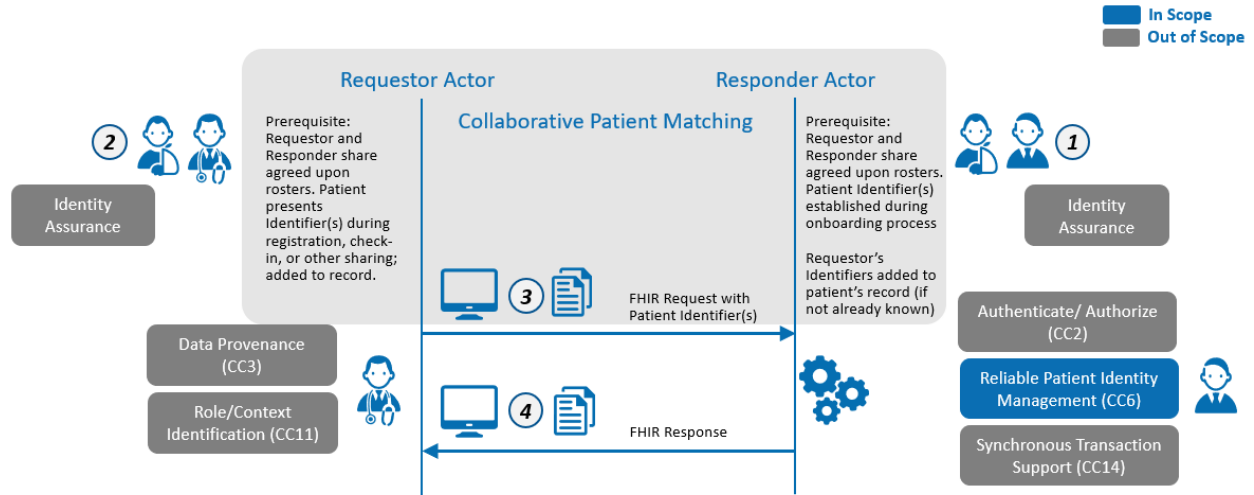 In Scope
Out of Scope
Requestor Actor
Responder Actor
Collaborative Patient Matching
2
Identity
Assurance
Prerequisite:
Requestor and
Responder share
agreed upon
rosters. Patient
presents
Identifier(s) during
registration, check-
in, or other sharing;
added to record.
Prerequisite:
Requestor and
Responder share
agreed upon rosters.
Patient Identifier(s)
established during
onboarding process
Requestor's
Identifiers added to
patient's record (if
not already known)
1
Identity
Assurance
3
FHIR Request with
Patient Identifier(s)
Data Provenance
(CC3)
Role/Context
Identification (CC11)
4
FHIR Response
Authenticate/ Authorize
(CC2)
Reliable Patient Identity
Management (CC6)
Synchronous Transaction
Support (CC14)